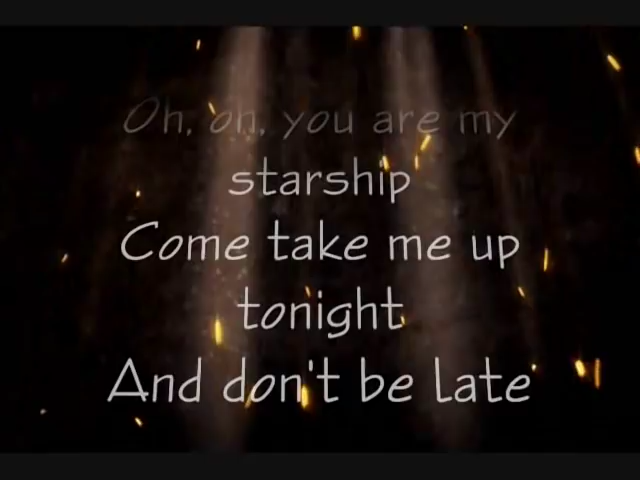 Oh, oh, you are my
starship
Come take me up
tonight
And don't be late